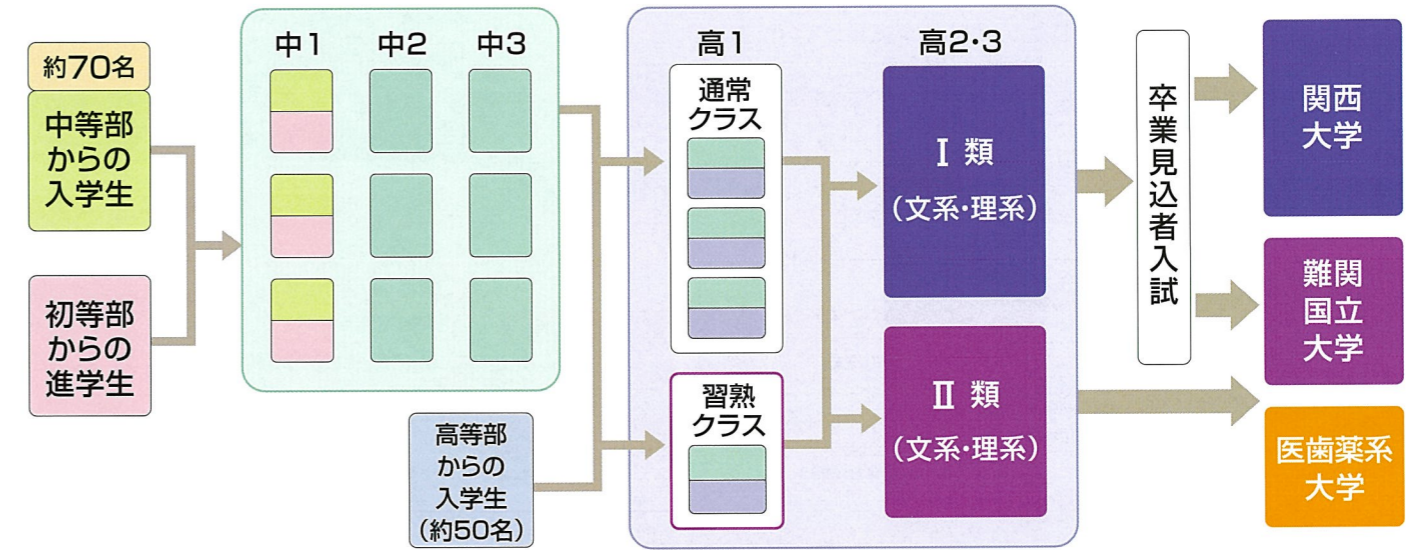 約70名
中等部
からの
入学生
初等部
からの
進学生
中1
中2
中3
高等部
からの
入学生
(約50名)
高1
通常
クラス
習熟
クラス
高2・3
Ⅰ 類
(文系・理系)
Ⅱ 類
(文系・理系)
卒業見込者入試
関西
大学
難関
国立
大学
医歯薬系
大学